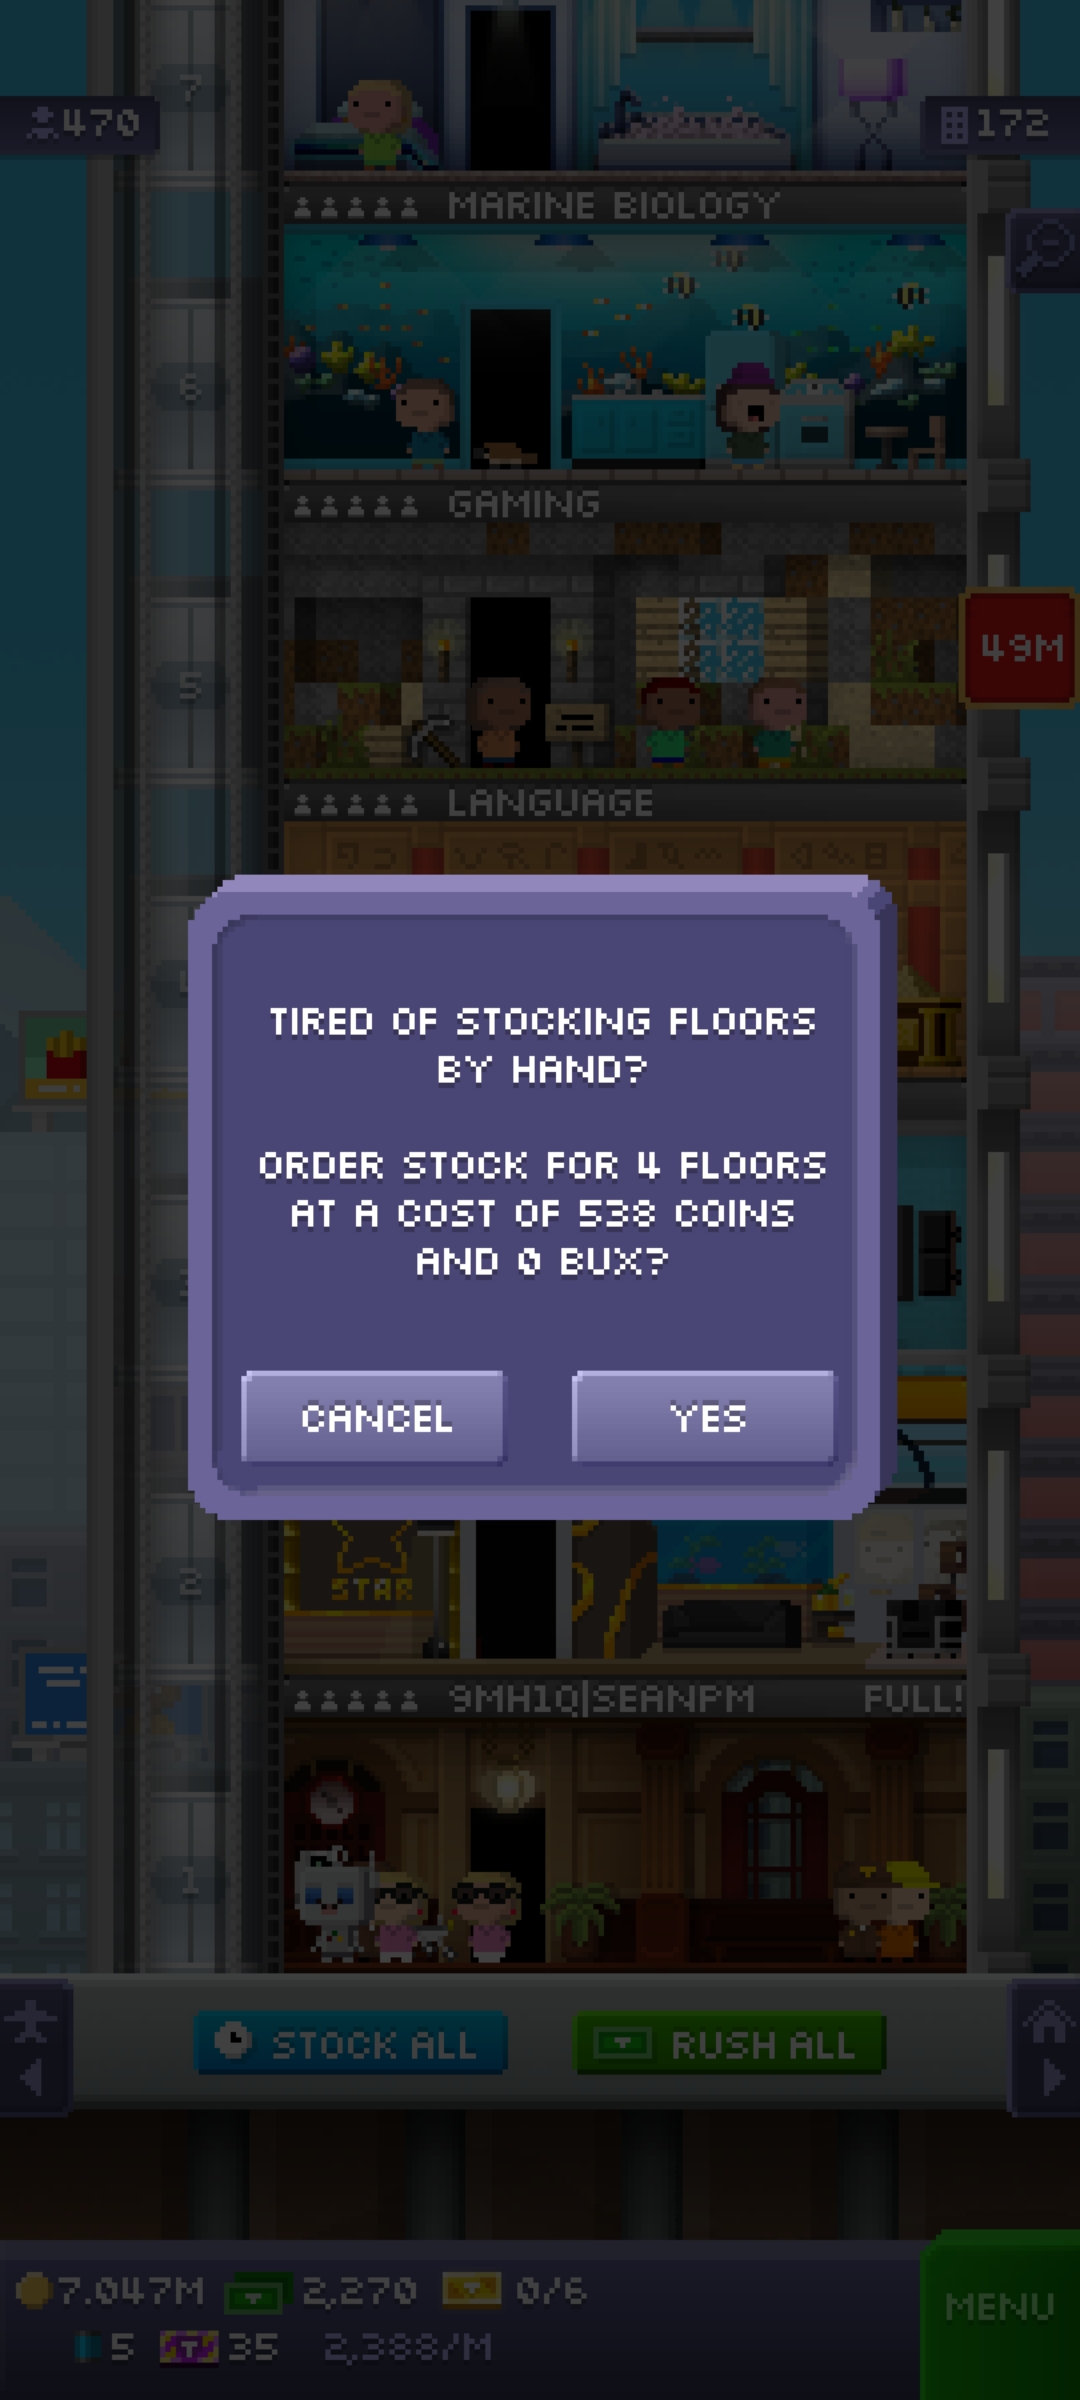 7
470
172
MARINE BIOLOGY
6
GAMING
49M
5
LANGUAGE
TIRED OF STOCKING FLOORS
BY HAND?
ORDER STOCK FOR 4 FLOORS
AT A COST OF 538 COINS
AND 0 BUX?
CANCEL
YES
STAR
2
9MH1Q|SEANPM
FULL!
1
STOCK ALL
RUSH ALL
7.047M
2,270
0/6
5
35
2,388/M
MENU